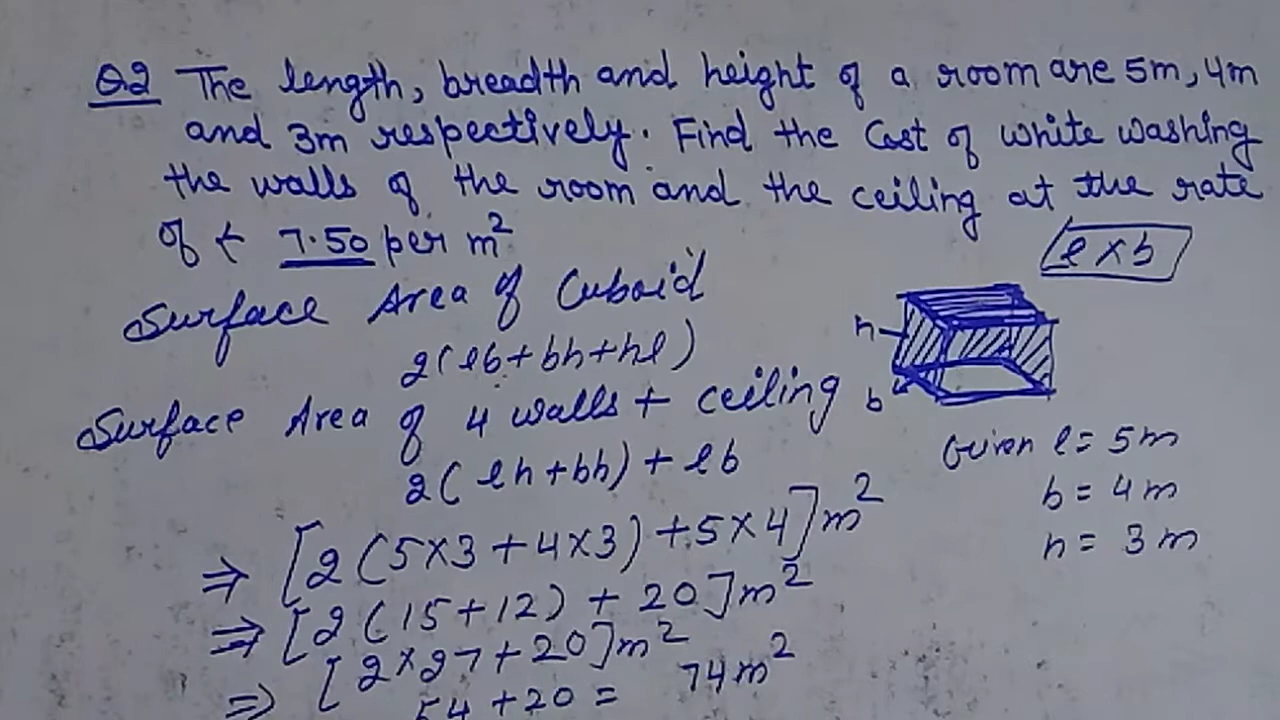 Q2 The length, breadth and height of a room are 5m, 4m
and 3m respectively. Find the Cost of white washing
the walls of the room and the ceiling at the rate
of ₹ 7.50 per m²
l×b
Surface Area of Cuboid
2(lb+bh+hl)
h
Surface Area of 4 walls + ceiling
b
2(lh+bh) + lb
Given l= 5m
b = 4m
h = 3m
⇒ [2(5×3+4×3)+5×4]m²
⇒ [2(15+12) + 20]m²
⇒ [2×27+20]m²
54+20= 74m²